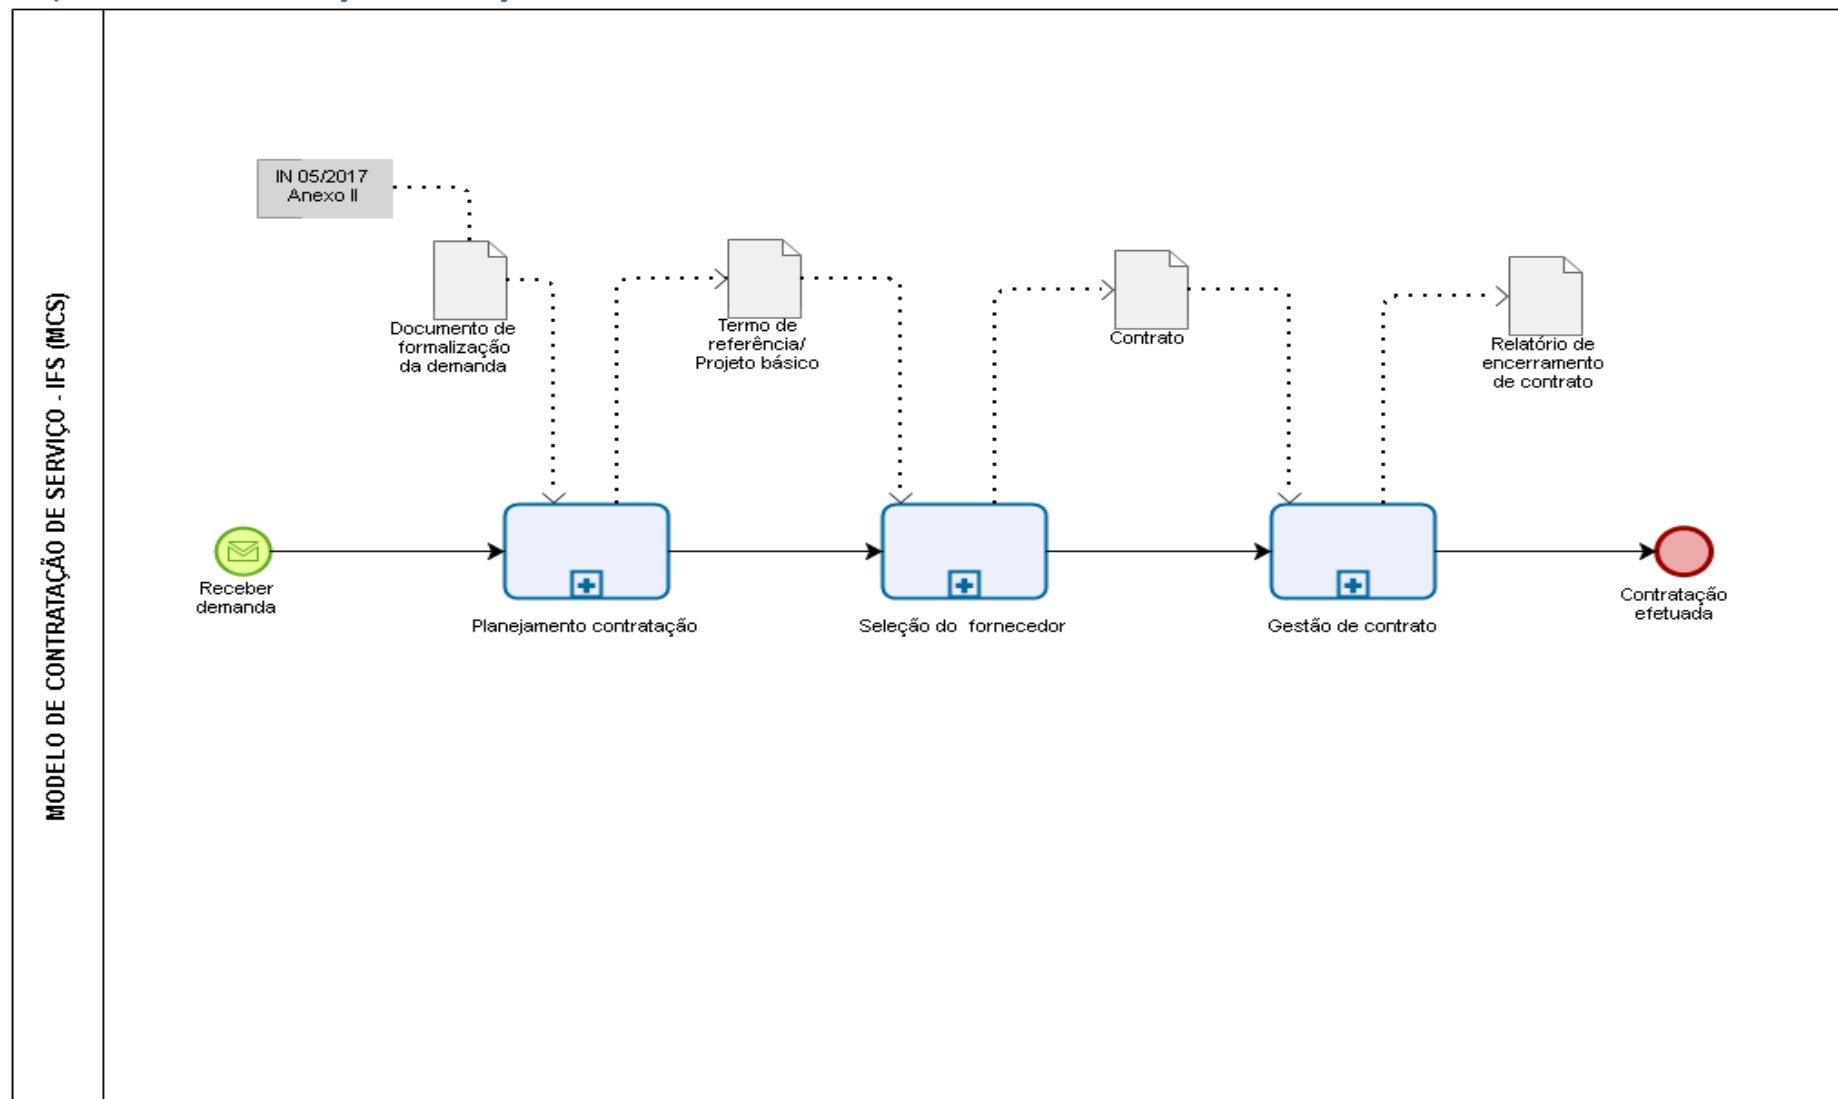 MODELO DE CONTRATAÇÃO DE SERVIÇO - IFS (MCS)
IN 05/2017
Anexo II
Documento de
formalização
da demanda
Termo de
referência/
Projeto básico
Contrato
Relatório de
encerramento
de contrato
Receber
demanda
Planejamento contratação
Seleção do  fornecedor
Gestão de contrato
Contratação
efetuada